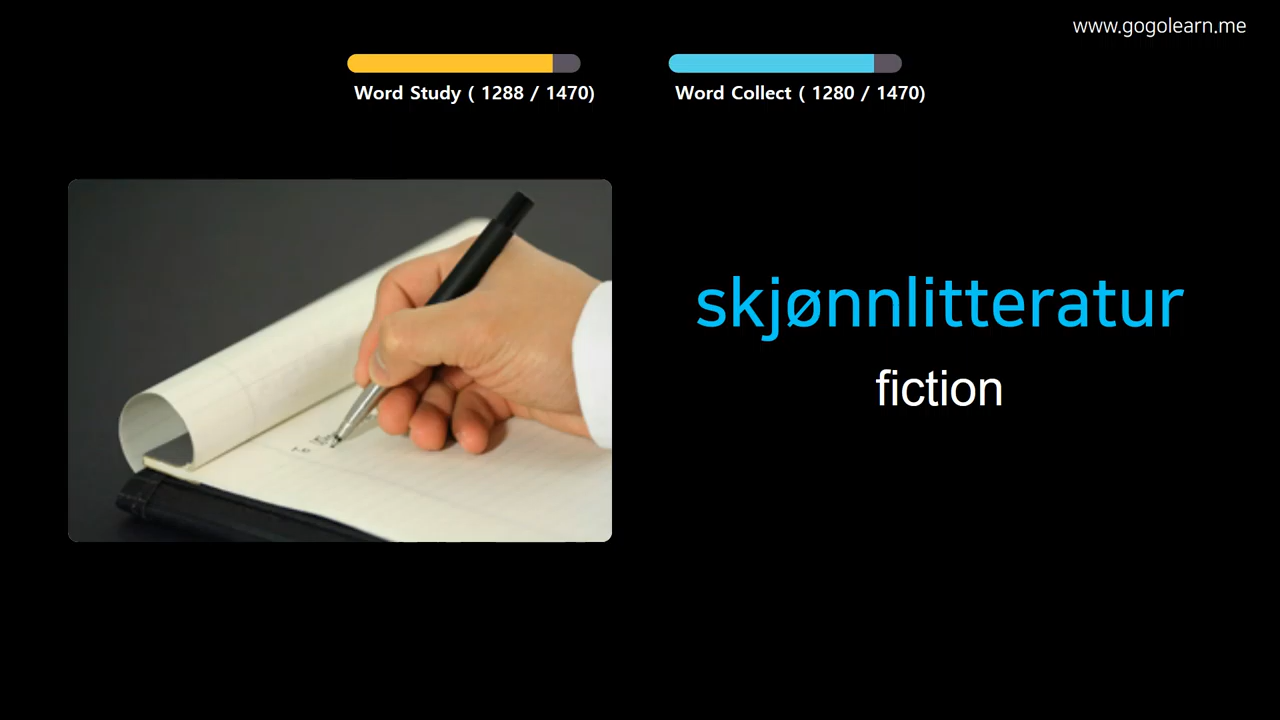 www.gogolearn.me
Word Study ( 1288 / 1470)
Word Collect ( 1280 / 1470)
skjønnlitteratur
fiction